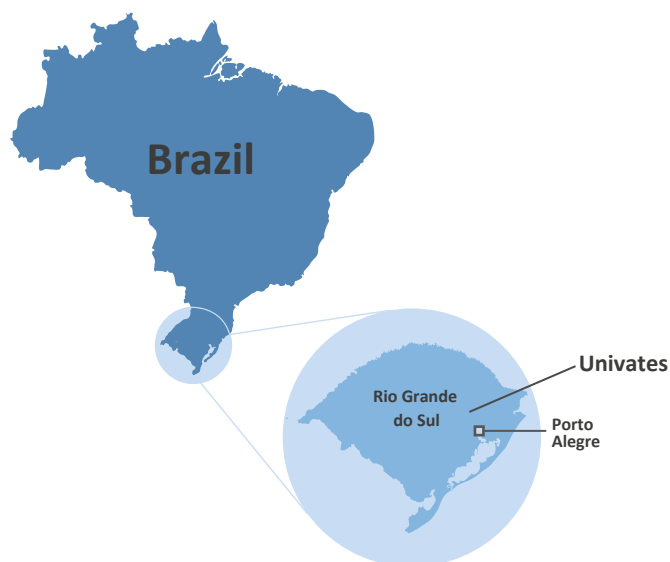 Brazil
Univates
Rio Grande
do Sul
Porto
Alegre